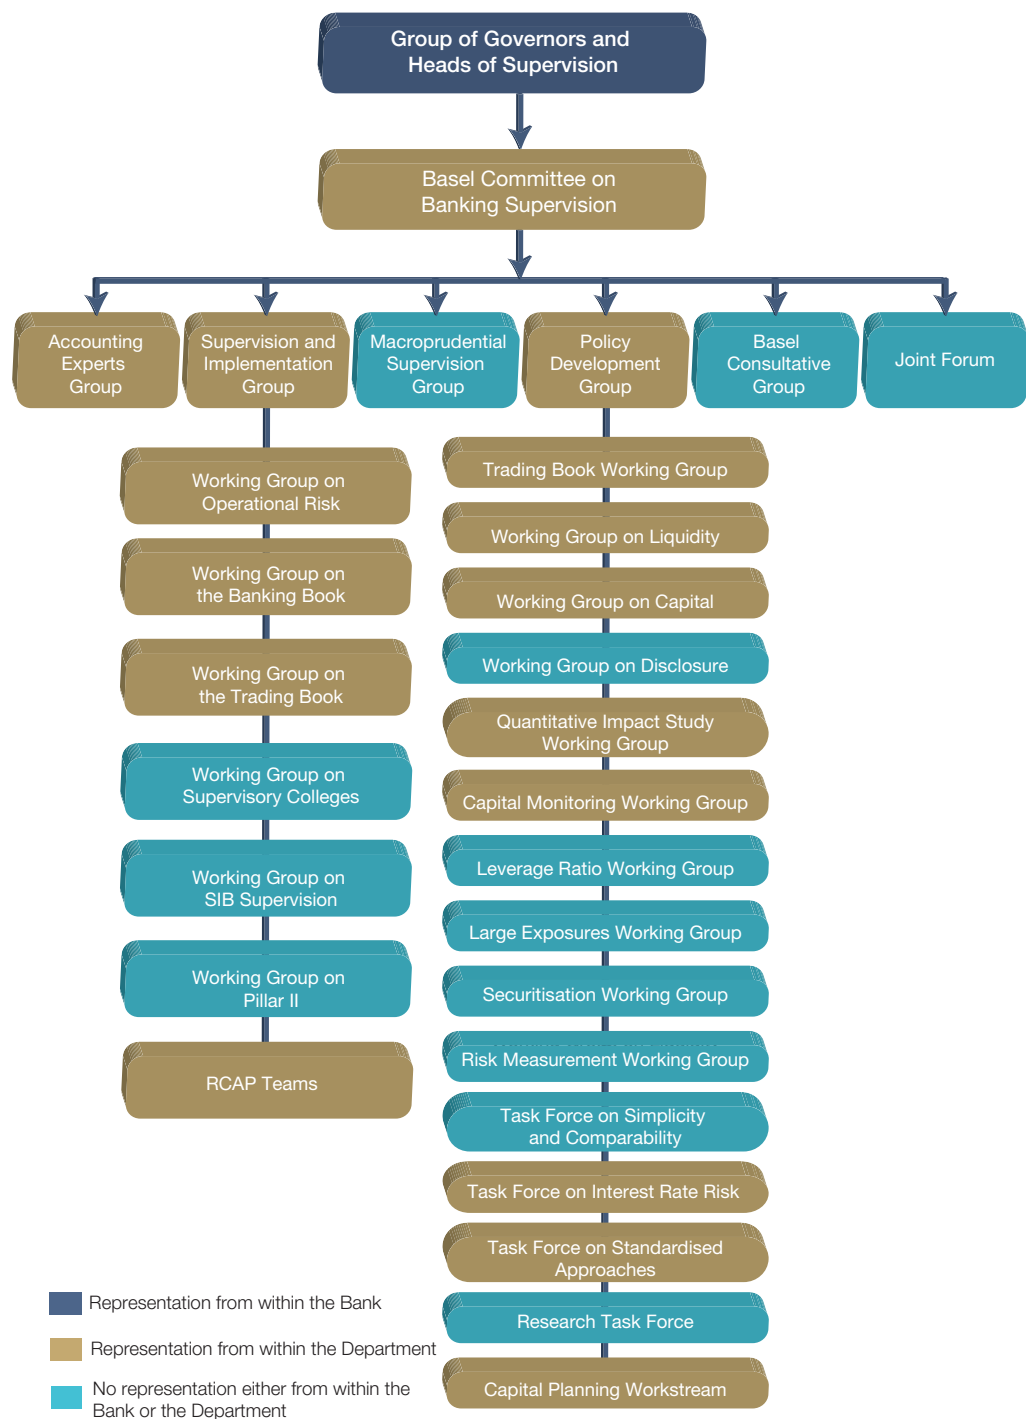 Group of Governors and
Heads of Supervision
Basel Committee on
Banking Supervision
Accounting
Experts
Group
Supervision and
Implementation
Group
Macroprudential
Supervision
Group
Policy
Development
Group
Basel
Consultative
Group
Joint Forum
Working Group on
Operational Risk
Working Group on
the Banking Book
Working Group on
the Trading Book
Working Group on
Supervisory Colleges
Working Group on
SIB Supervision
Working Group on
Pillar II
RCAP Teams
Trading Book Working Group
Working Group on Liquidity
Working Group on Capital
Working Group on Disclosure
Quantitative Impact Study
Working Group
Capital Monitoring Working Group
Leverage Ratio Working Group
Large Exposures Working Group
Securitisation Working Group
Risk Measurement Working Group
Task Force on Simplicity
and Comparability
Task Force on Interest Rate Risk
Task Force on Standardised
Approaches
Research Task Force
Capital Planning Workstream
Representation from within the Bank
Representation from within the Department
No representation either from within the
Bank or the Department